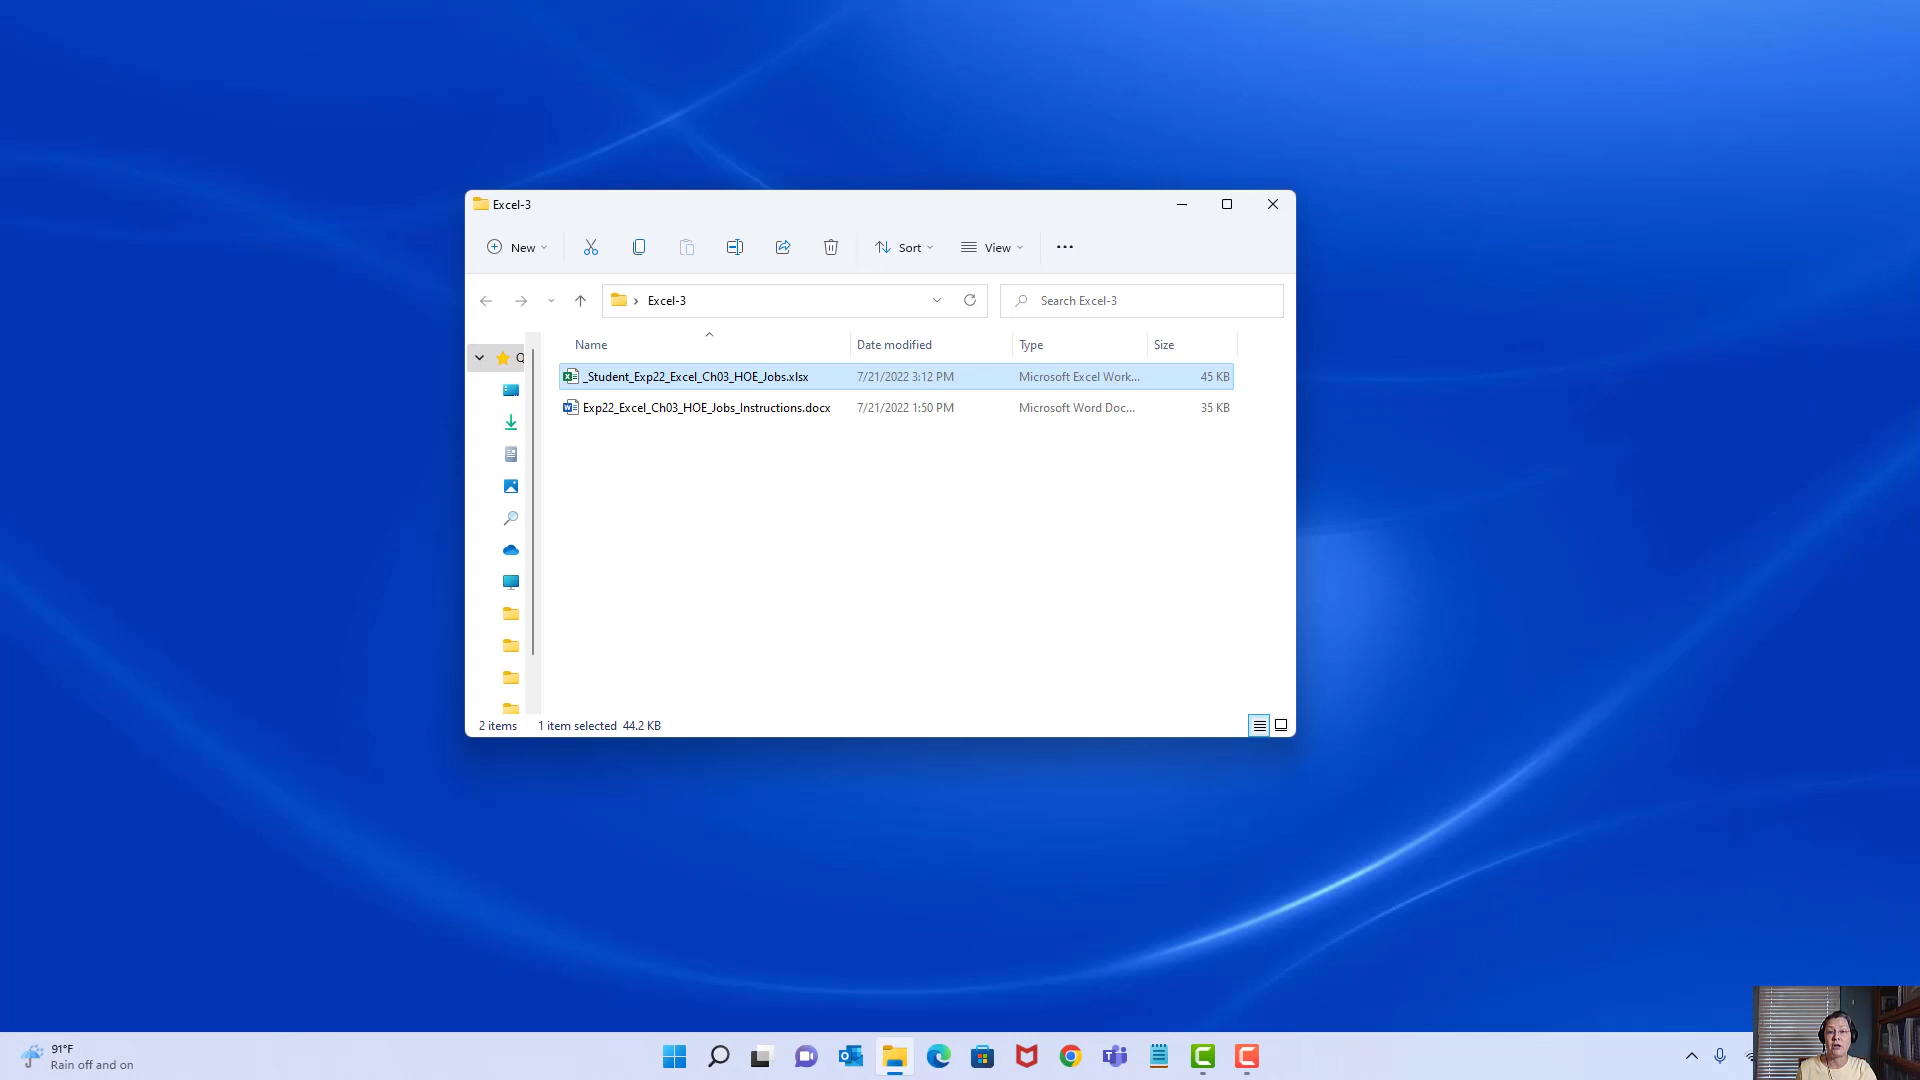 Excel-3
New
Sort
View
Excel-3
Search Excel-3
Q
Name
Date modified
Type
Size
_Student_Exp22_Excel_Ch03_HOE_Jobs.xlsx
7/21/2022 3:12 PM
Microsoft Excel Work...
45 KB
Exp22_Excel_Ch03_HOE_Jobs_Instructions.docx
7/21/2022 1:50 PM
Microsoft Word Doc...
35 KB
2 items
1 item selected 44.2 KB
91°F
Rain off and on